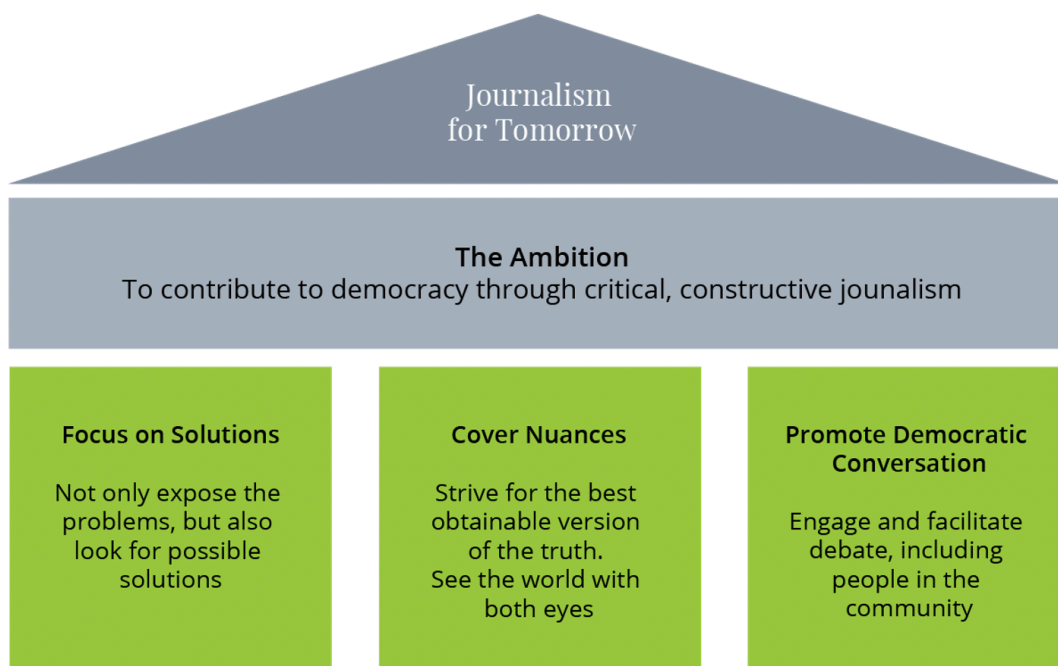 Journalism
for Tomorrow
The Ambition
To contribute to democracy through critical, constructive jounalism
Focus on Solutions
Not only expose the
problems, but also
look for possible
solutions
Cover Nuances
Strive for the best
obtainable version
of the truth.
See the world with
both eyes
Promote Democratic
Conversation
Engage and facilitate
debate, including
people in the
community